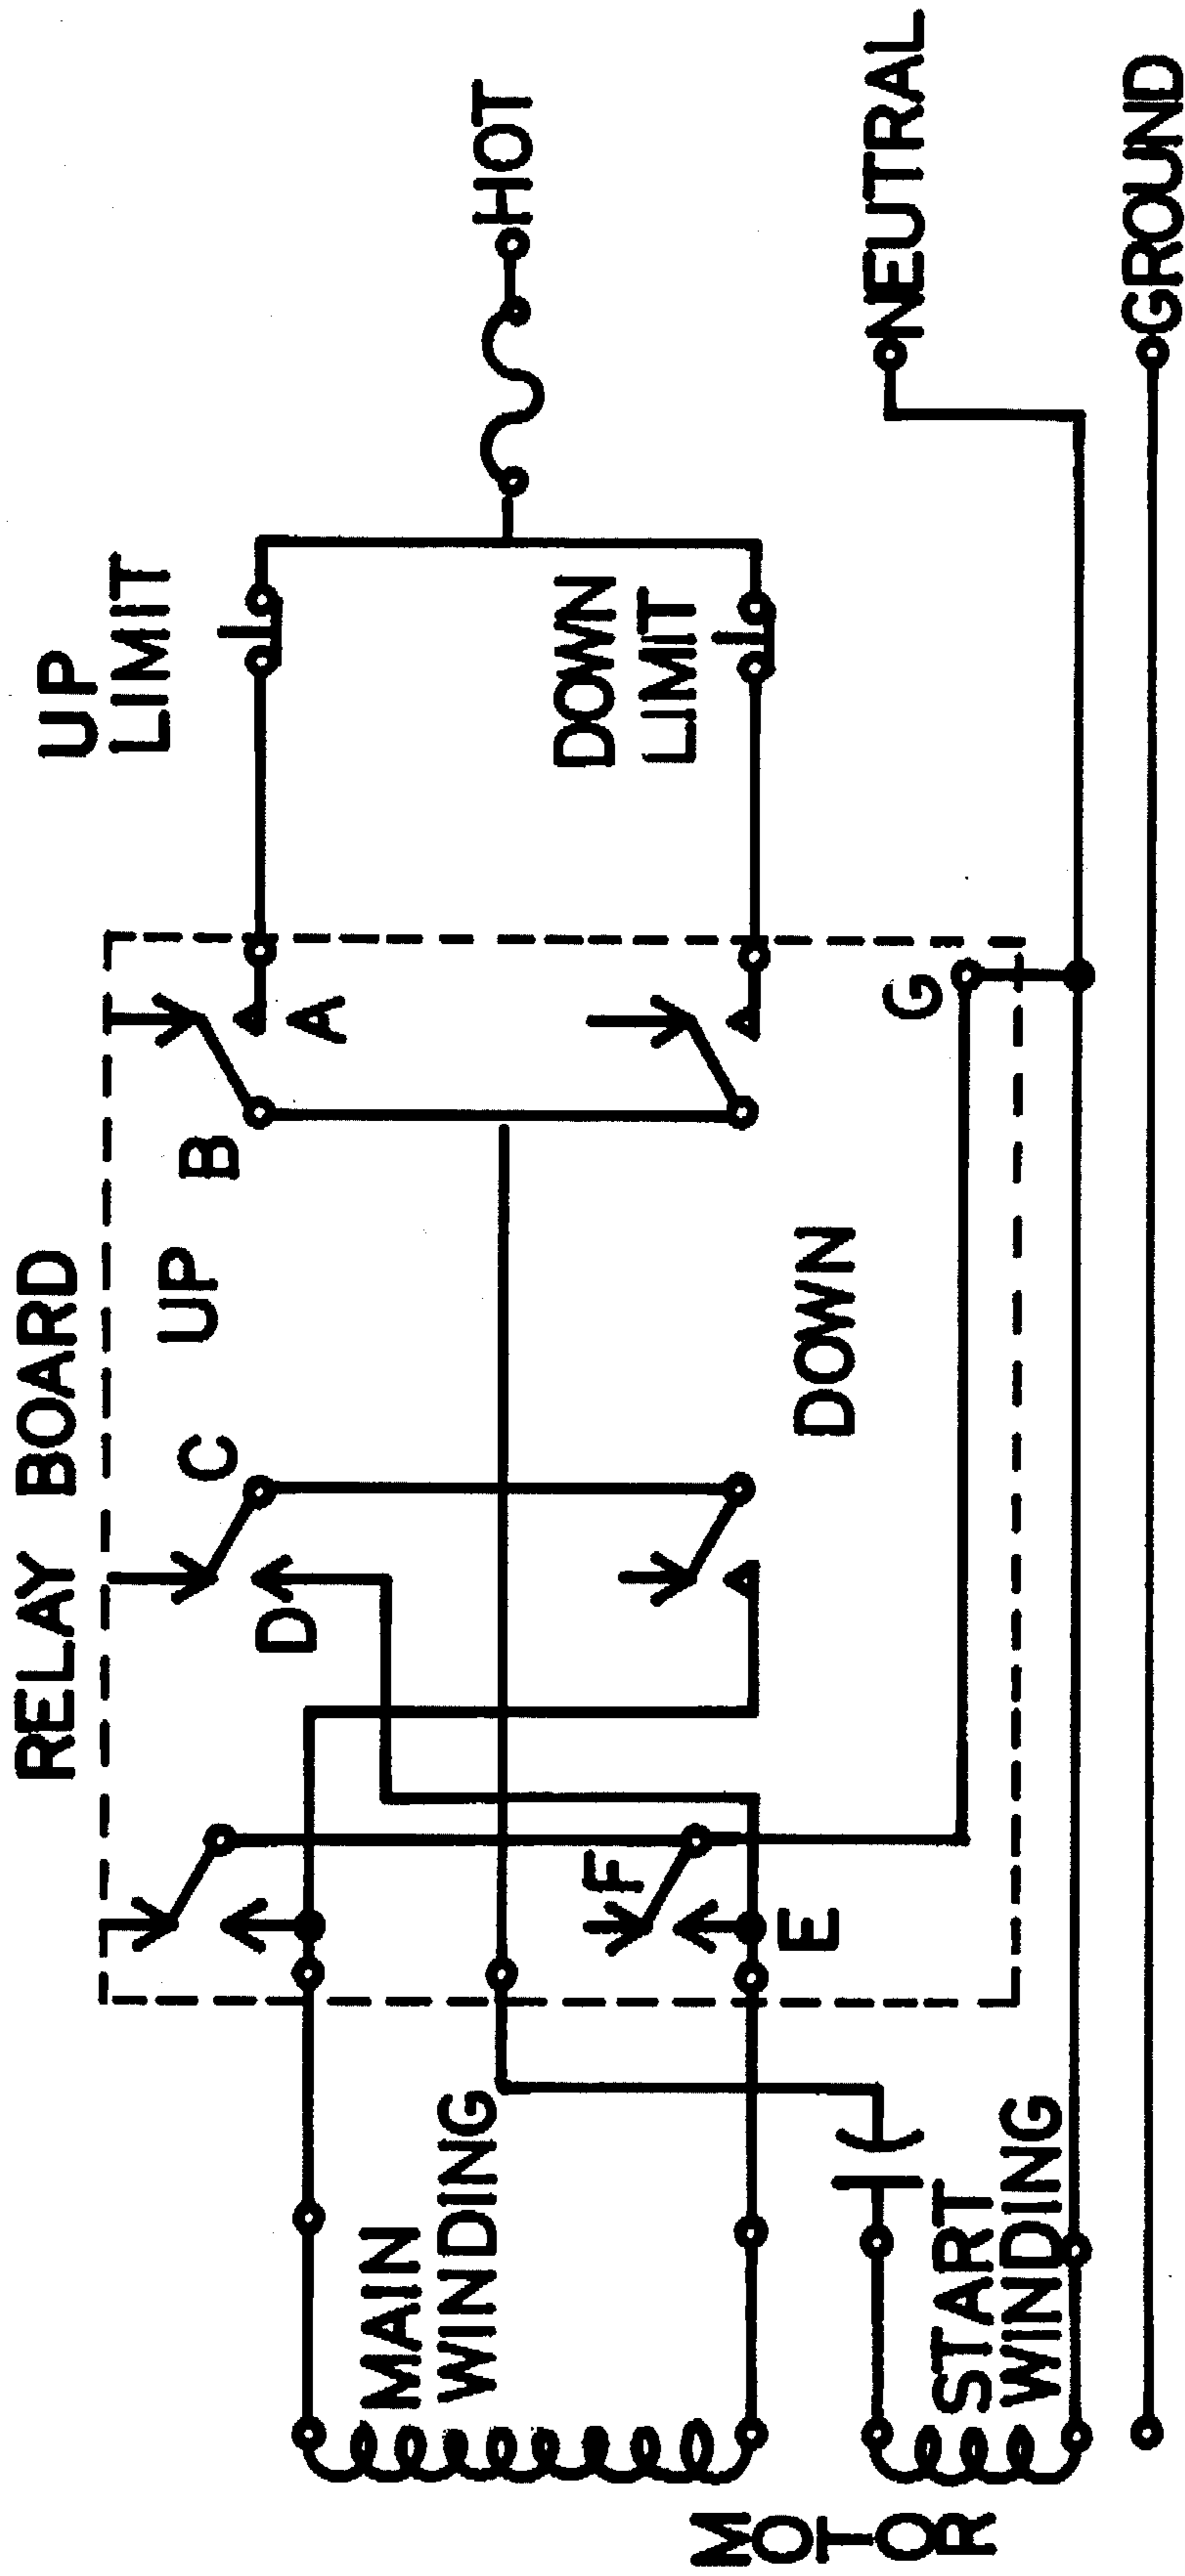 RELAY BOARD
UP
LIMIT
DOWN
LIMIT
HOT
NEUTRAL
GROUND
A
B
UP
C
D
DOWN
F
E
G
MAIN
WINDING
START
WINDING
MOTOR